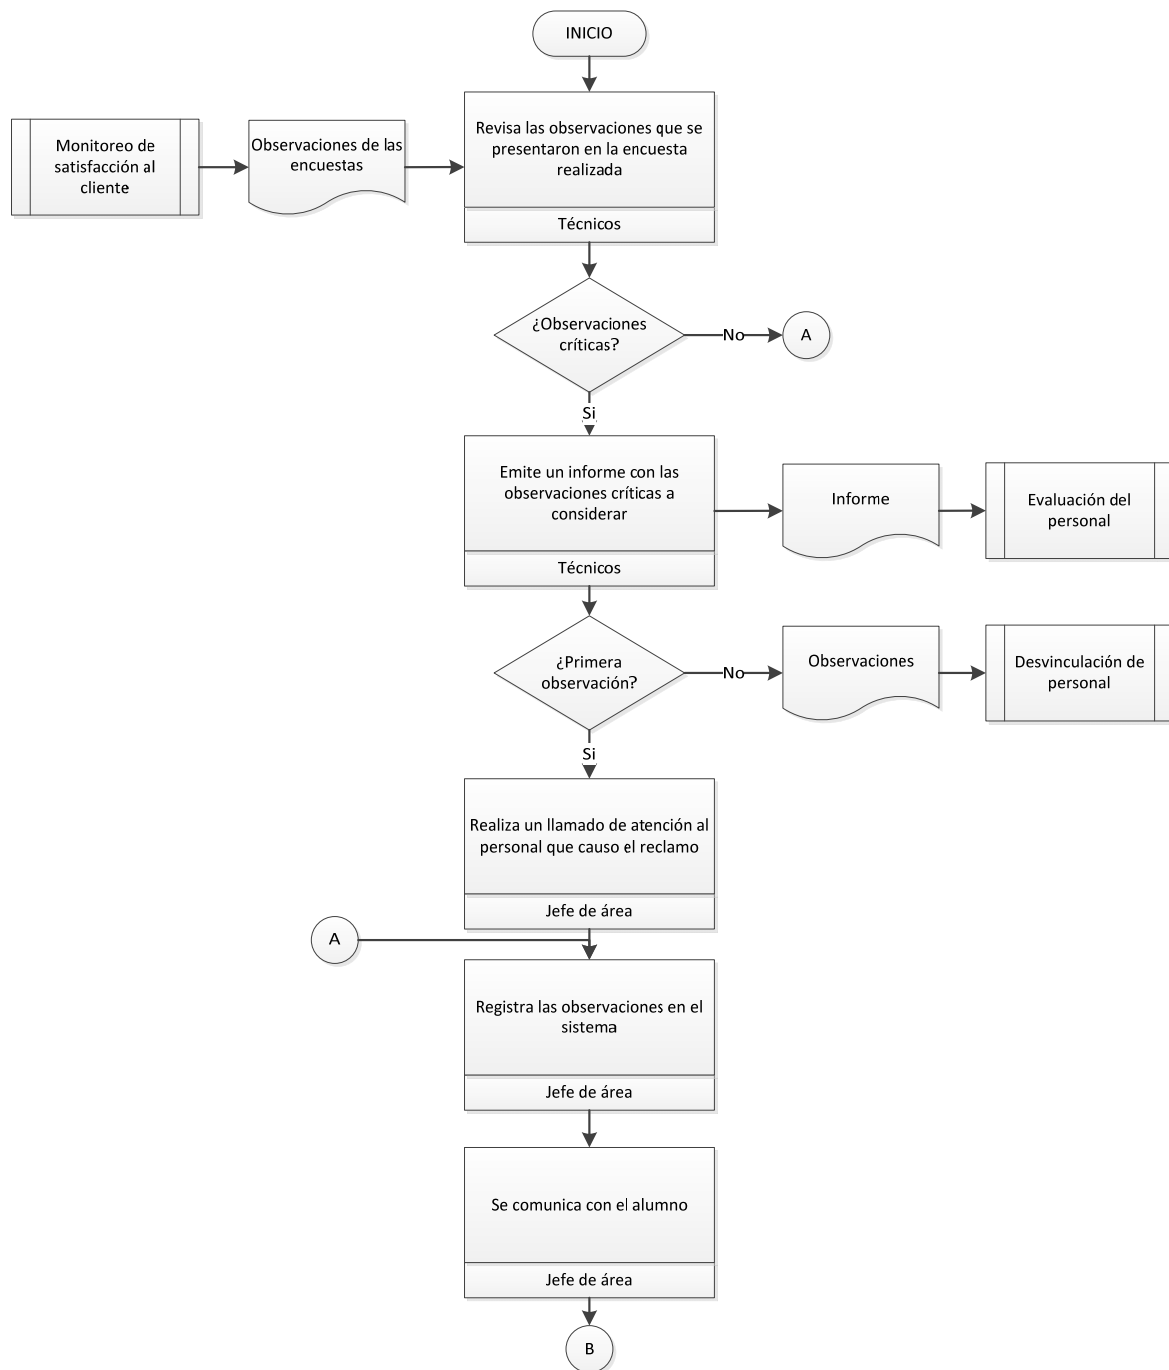 INICIO
Monitoreo de
satisfacción al
cliente
Observaciones de las
encuestas
Revisa las observaciones que se
presentaron en la encuesta
realizada
Técnicos
¿Observaciones
críticas?
No
A
Si
Emite un informe con las
observaciones críticas a
considerar
Técnicos
Informe
Evaluación del
personal
¿Primera
observación?
No
Observaciones
Desvinculación de
personal
Si
Realiza un llamado de atención al
personal que causo el reclamo
Jefe de área
A
Registra las observaciones en el
sistema
Jefe de área
Se comunica con el alumno
Jefe de área
B